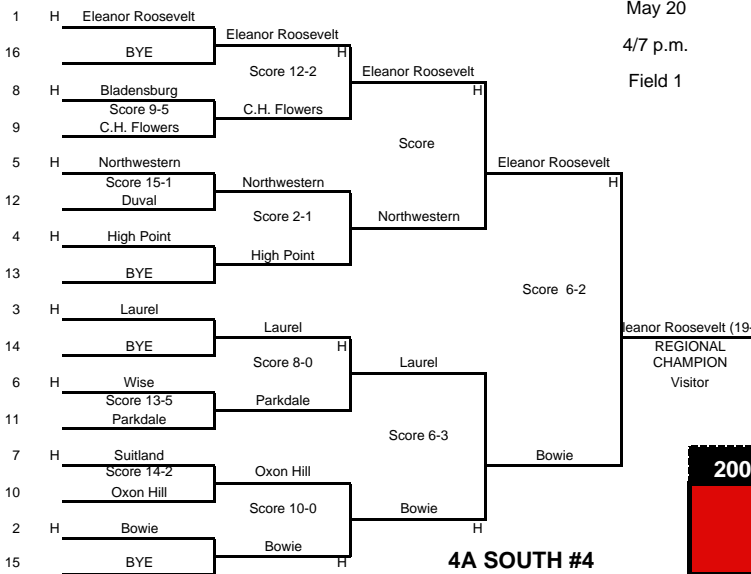 May 20
4/7 p.m.
Field 1
1 H Eleanor Roosevelt
16 BYE
8 H Bladensburg
Score 9-5
9 C.H. Flowers
5 H Northwestern
Score 15-1
12 Duval
4 H High Point
13 BYE
3 H Laurel
14 BYE
6 H Wise
Score 13-5
11 Parkdale
7 H Suitland
Score 14-2
10 Oxon Hill
2 H Bowie
15 BYE
Eleanor Roosevelt
H
Score 12-2
C.H. Flowers
Northwestern
Score 2-1
High Point
Laurel
H
Score 8-0
Parkdale
Oxon Hill
Score 10-0
Bowie
H
Eleanor Roosevelt
H
Score
Northwestern
Laurel
Score 6-3
Bowie
H
Eleanor Roosevelt
H
Score 6-2
Bowie
leanor Roosevelt (19-
REGIONAL
CHAMPION
Visitor
4A SOUTH #4
200